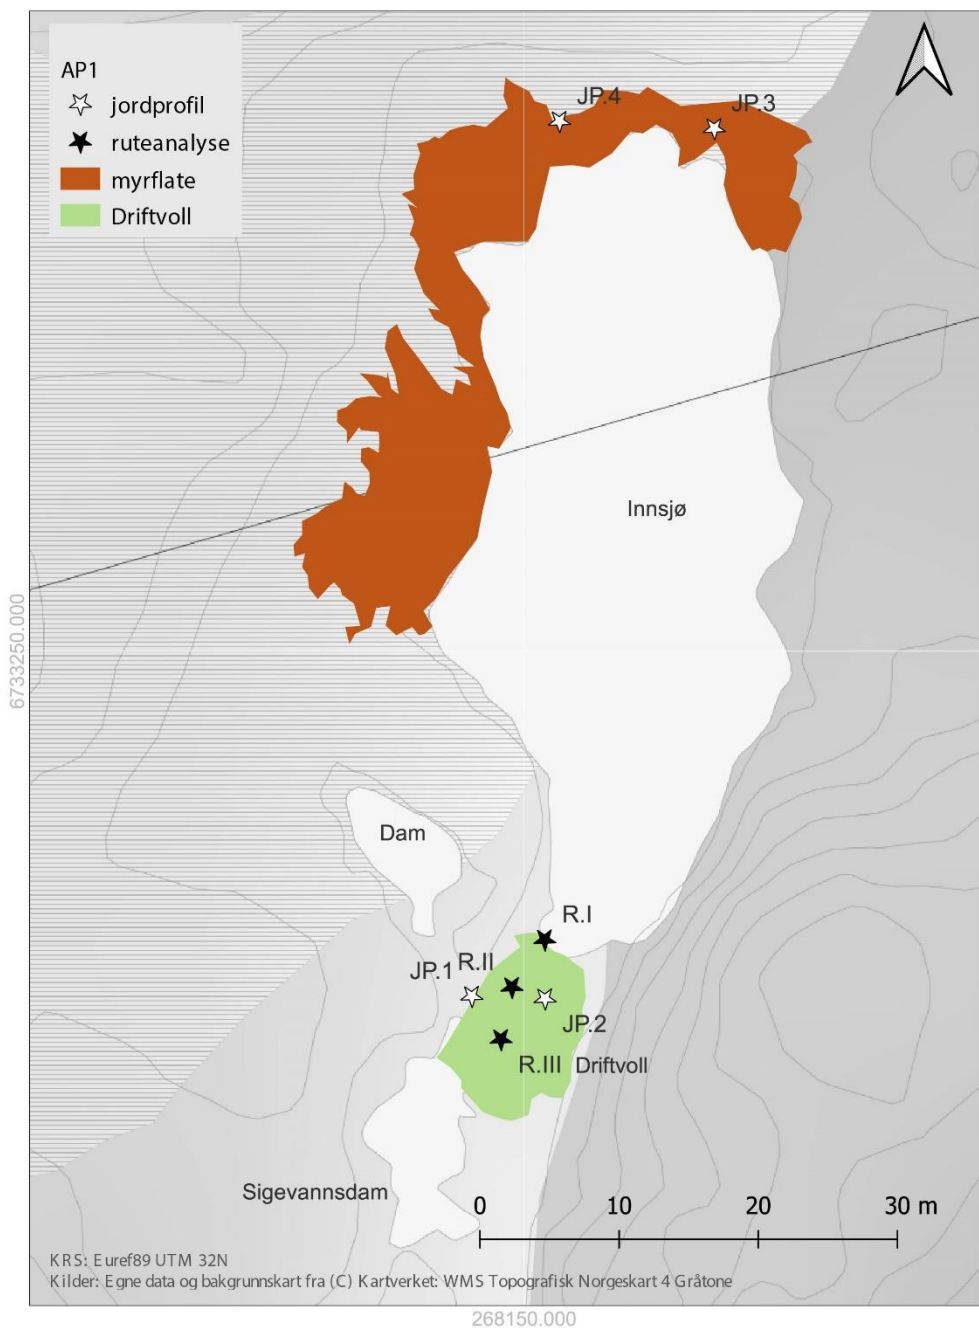 AP1
jordprofil
ruteanalyse
myrflate
Driftvoll
JP.4
JP.3
Innsjø
6733250.000
Dam
R.I
JP.1 R.II
JP.2
R.III Driftvoll
Sigevannsdam
0 10 20 30 m
KRS: Euref89 UTM 32N
Kilder: Egne data og bakgrunnskart fra (C) Kartverket: WMS Topografisk Norgeskart 4 Gråtone
268150.000